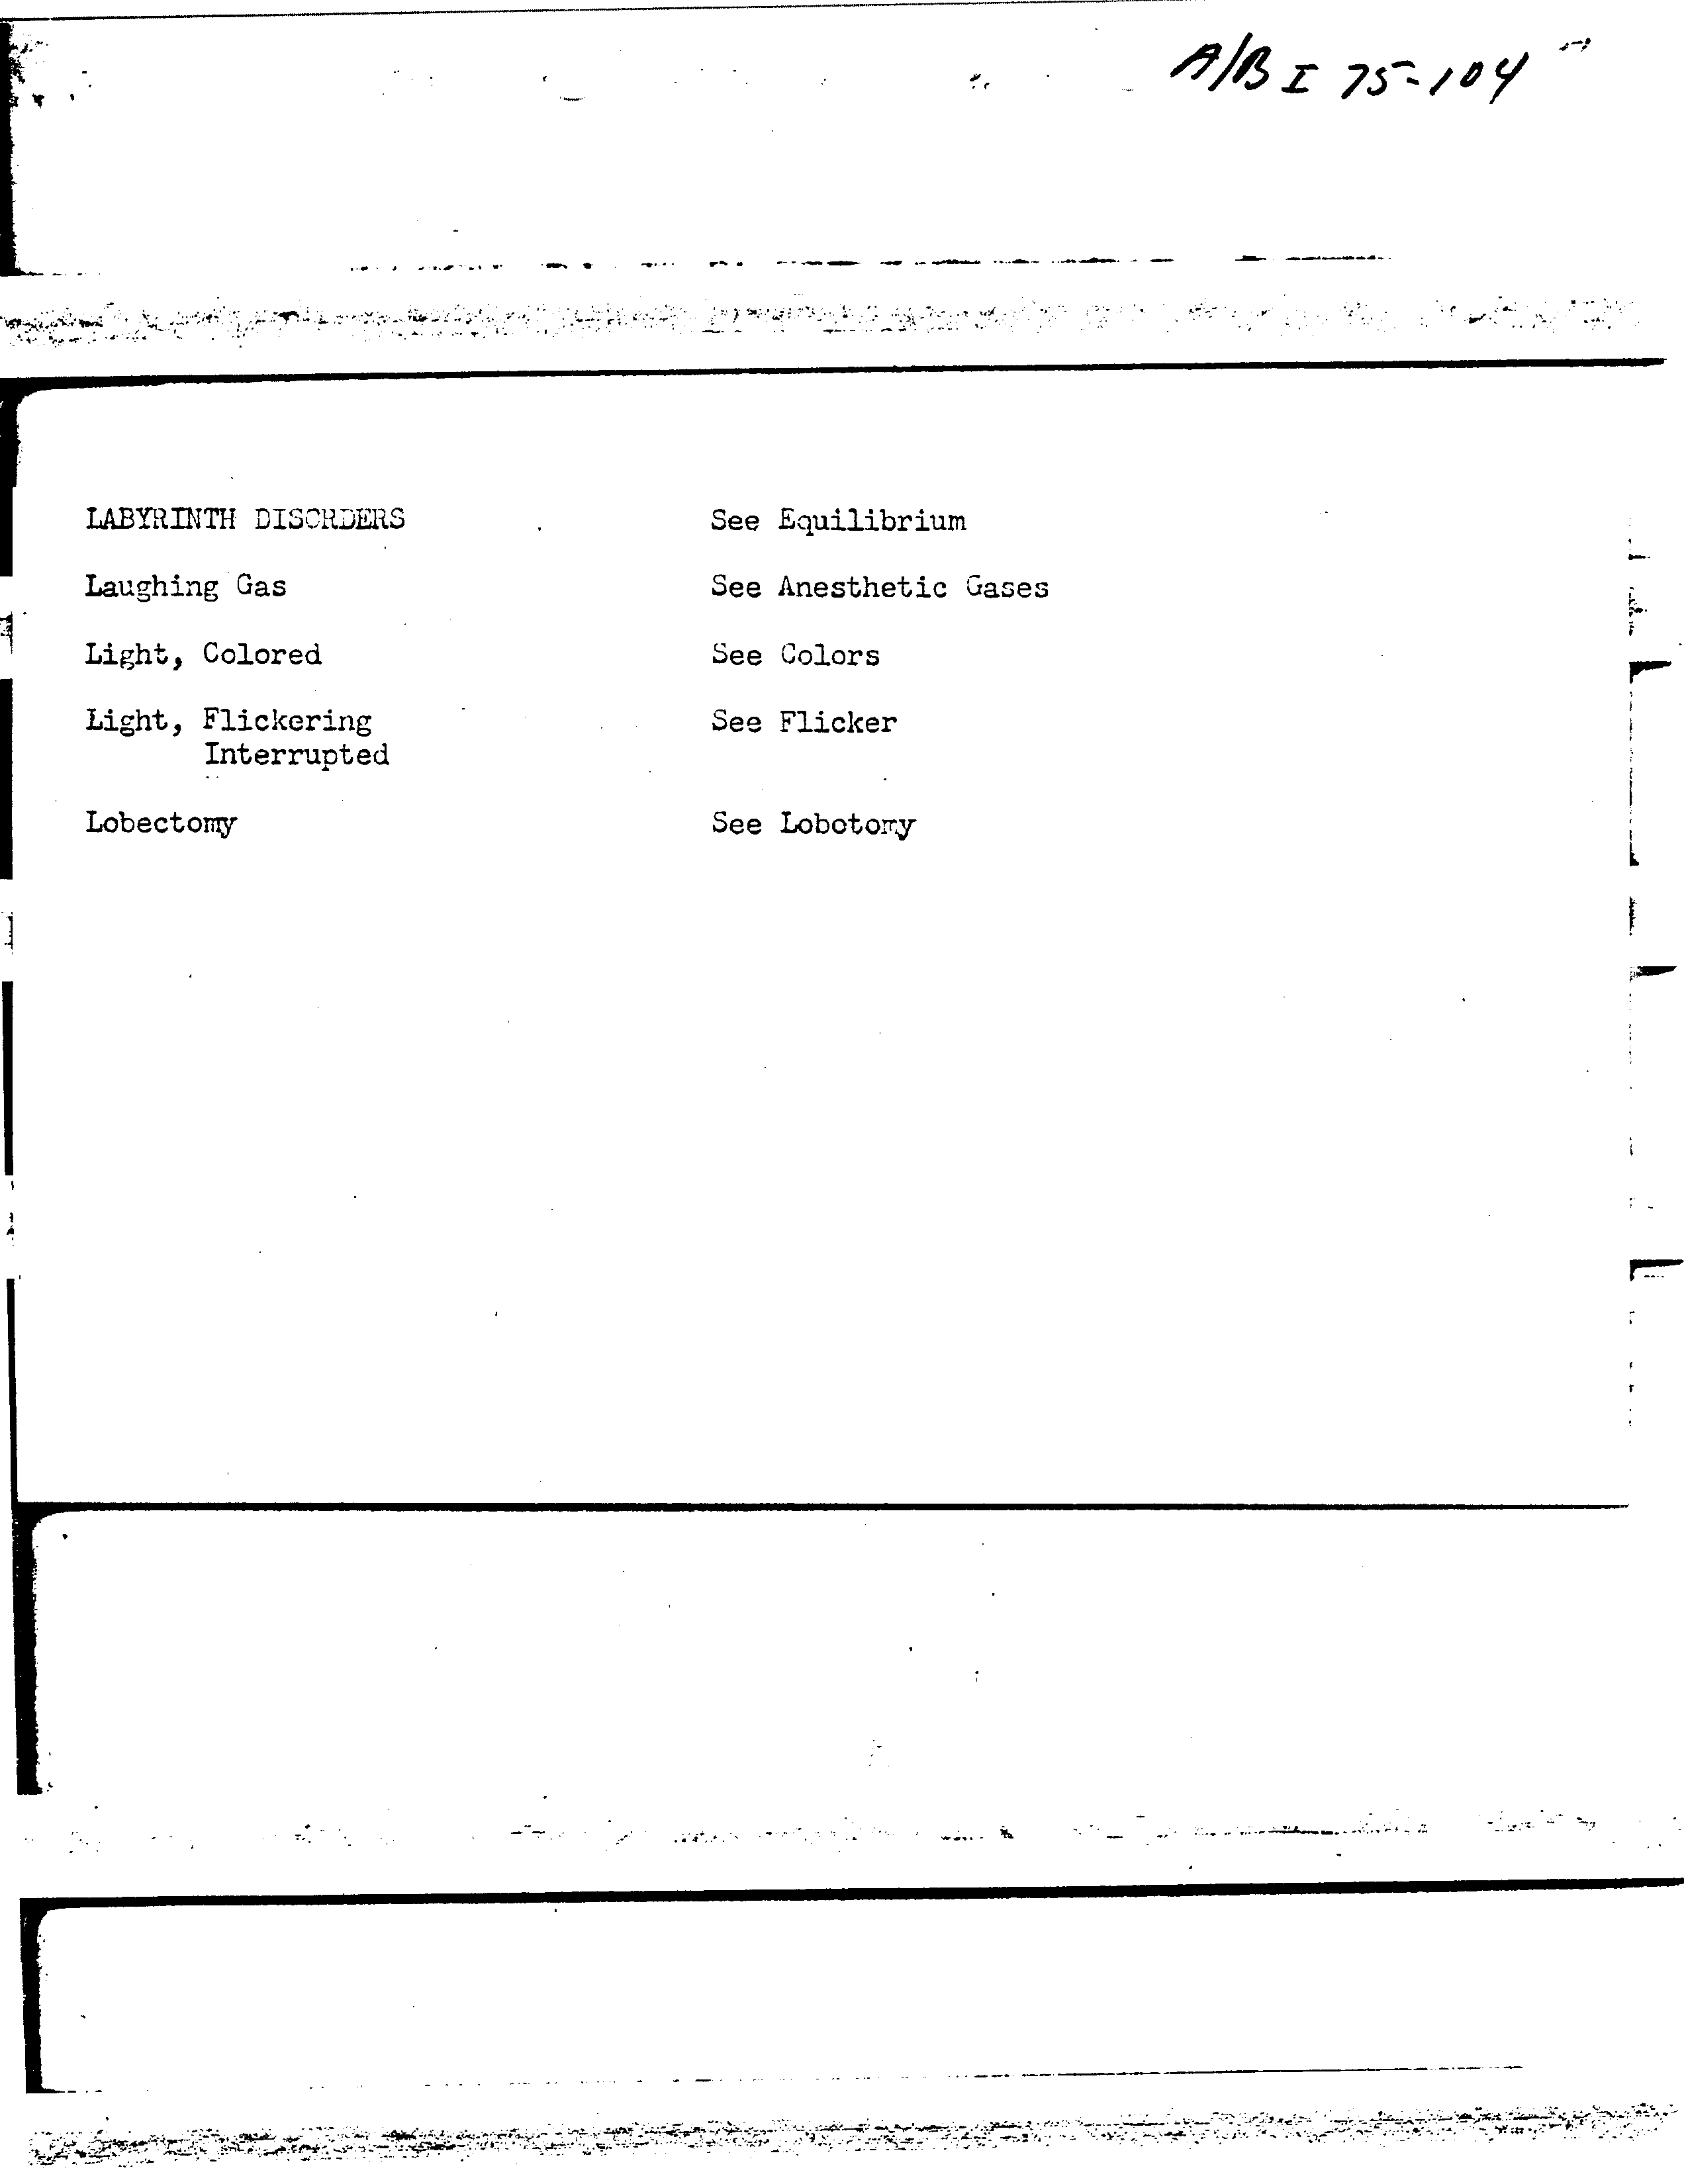 A/B I 75-104
LABYRINTH DISORDERS See Equilibrium
Laughing Gas See Anesthetic Gases
Light, Colored See Colors
Light, Flickering See Flicker
Interrupted
Lobectomy See Lobotomy